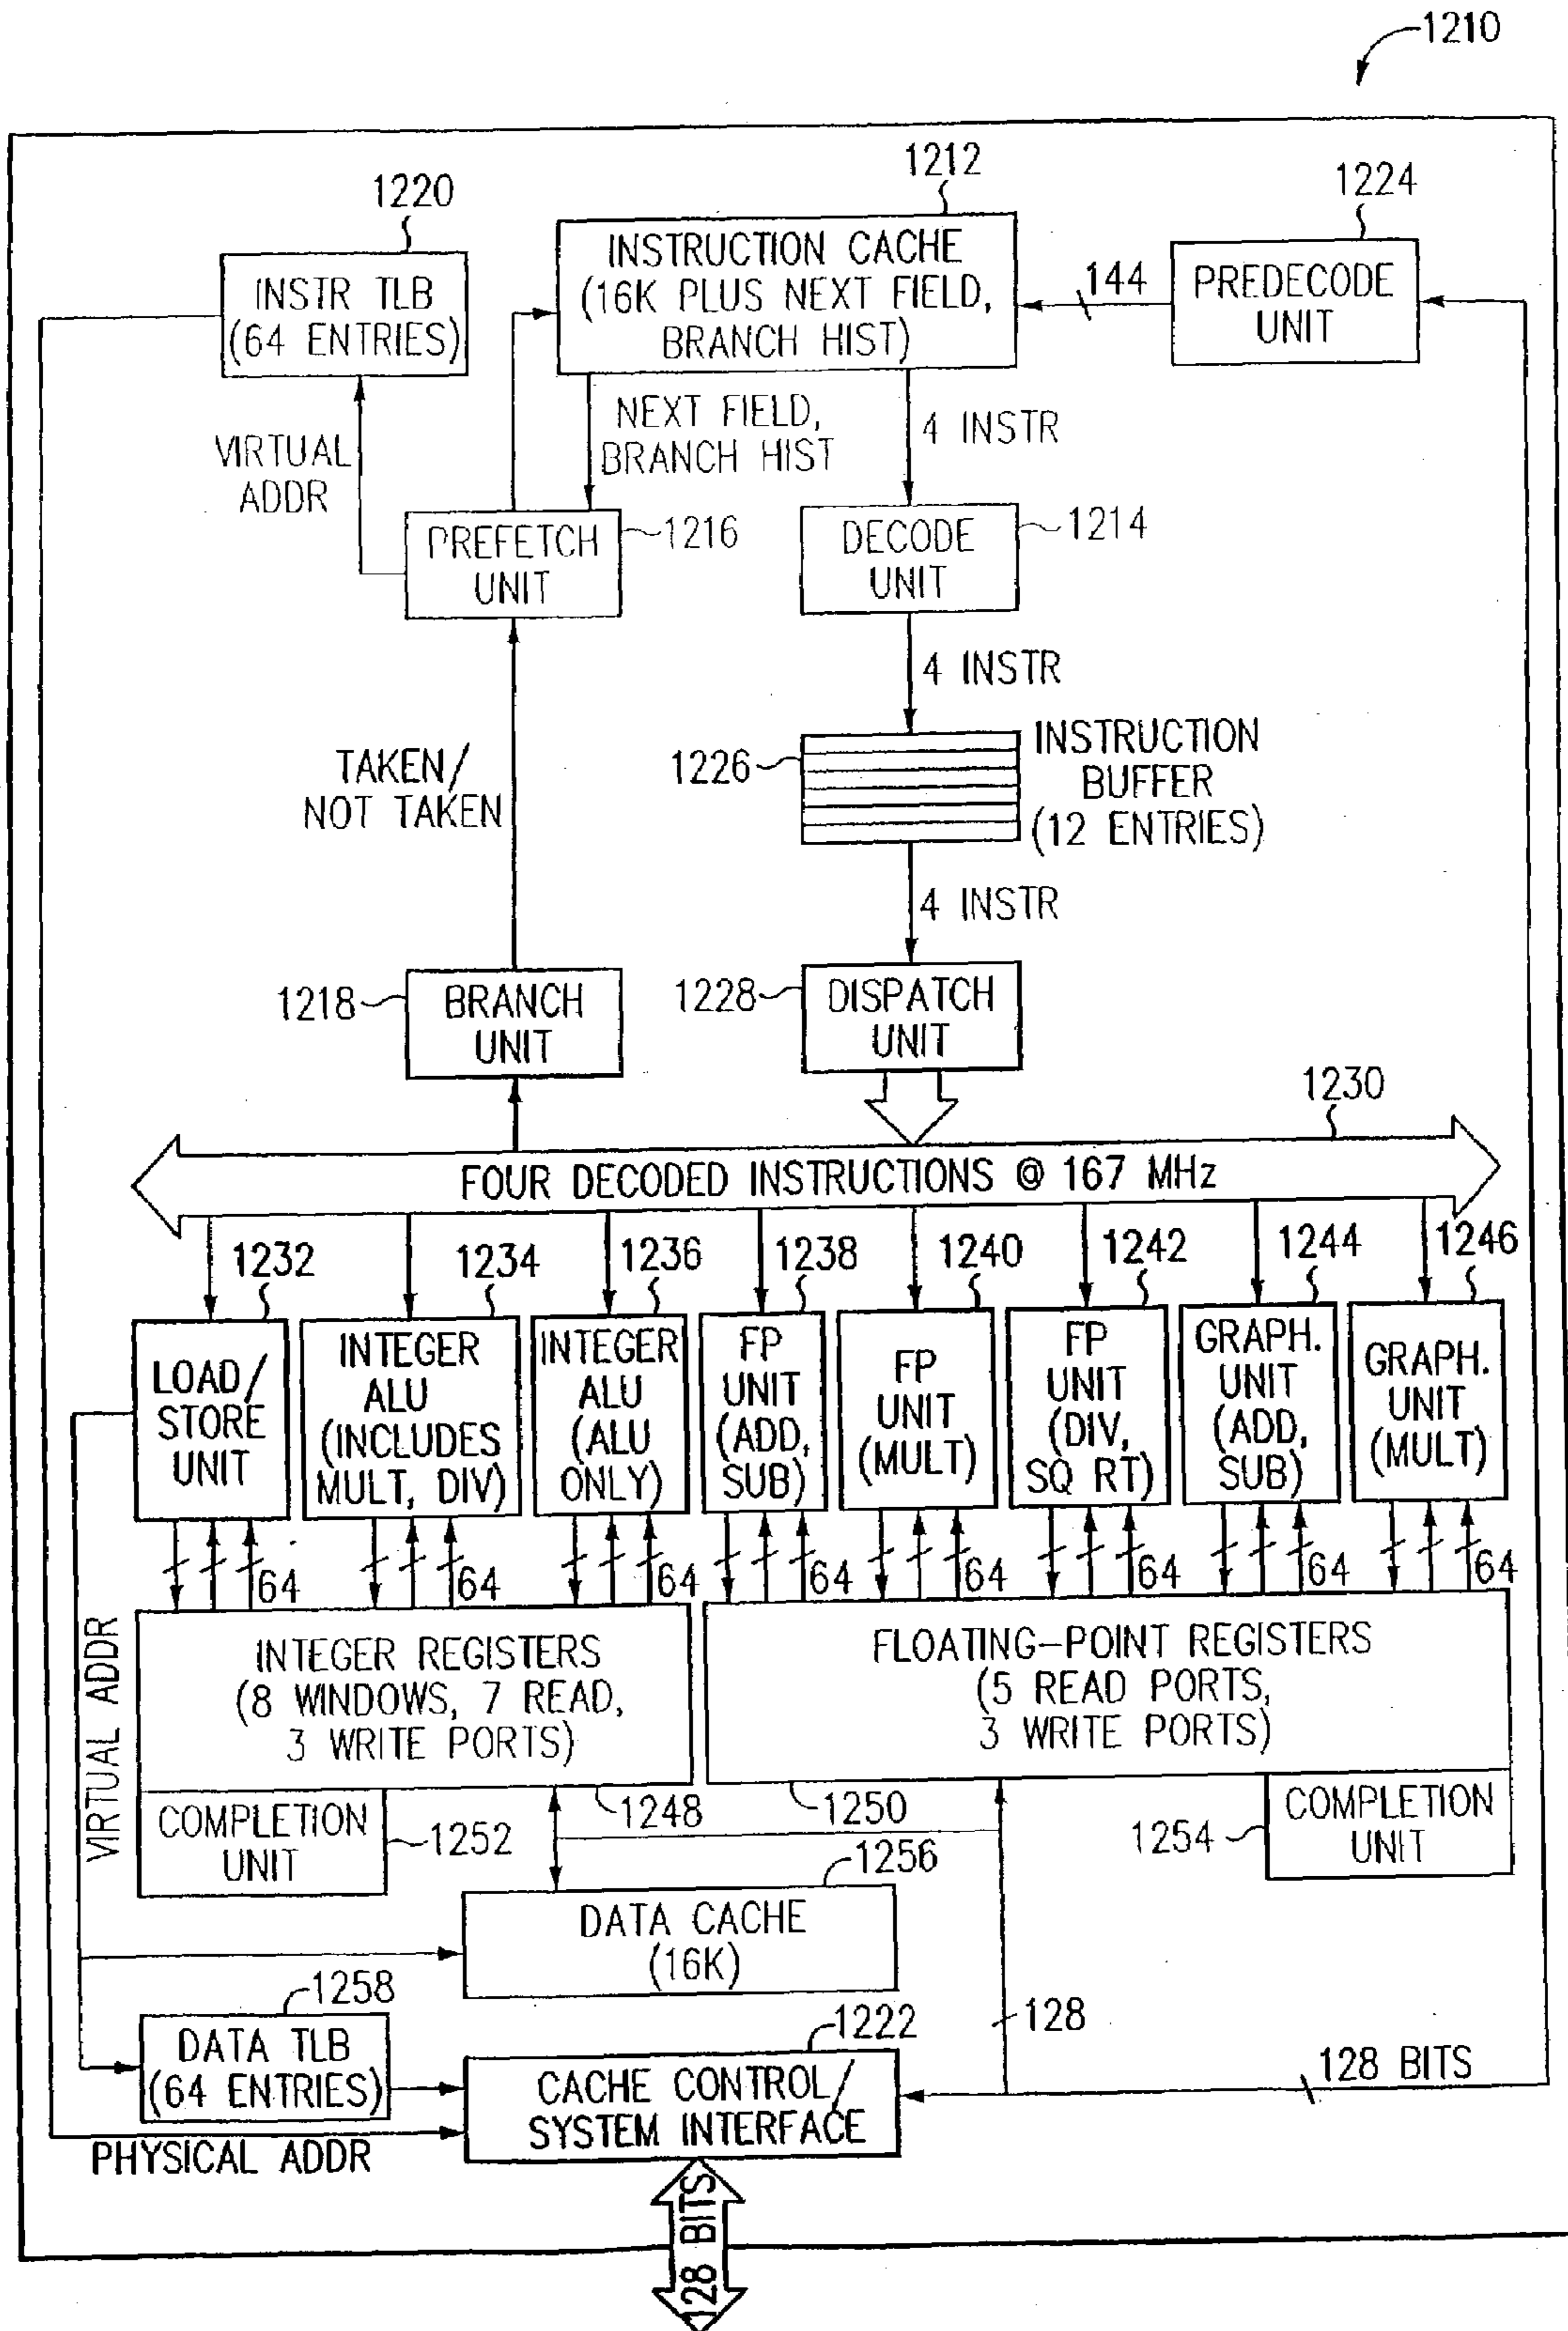 1210
1220
1212
1224
INSTR TLB
(64 ENTRIES)
INSTRUCTION CACHE
(16K PLUS NEXT FIELD,
BRANCH HIST)
144
PREDECODE
UNIT
VIRTUAL
ADDR
NEXT FIELD,
BRANCH HIST
4 INSTR
PREFETCH
UNIT
1216
DECODE
UNIT
1214
4 INSTR
TAKEN/
NOT TAKEN
1226
INSTRUCTION
BUFFER
(12 ENTRIES)
4 INSTR
1218
BRANCH
UNIT
1228
DISPATCH
UNIT
1230
FOUR DECODED INSTRUCTIONS @ 167 MHz
1232
1234
1236
1238
1240
1242
1244
1246
LOAD/
STORE
UNIT
INTEGER
ALU
(INCLUDES
MULT, DIV)
INTEGER
ALU
(ALU
ONLY)
FP
UNIT
(ADD,
SUB)
FP
UNIT
(MULT)
FP
UNIT
(DIV,
SQ RT)
GRAPH.
UNIT
(ADD,
SUB)
GRAPH.
UNIT
(MULT)
64
64
64
64
64
64
64
64
VIRTUAL ADDR
INTEGER REGISTERS
(8 WINDOWS, 7 READ,
3 WRITE PORTS)
FLOATING-POINT REGISTERS
(5 READ PORTS,
3 WRITE PORTS)
COMPLETION
UNIT
1252
1248
1250
1254
COMPLETION
UNIT
1256
DATA CACHE
(16K)
1258
DATA TLB
(64 ENTRIES)
1222
CACHE CONTROL/
SYSTEM INTERFACE
128
128 BITS
PHYSICAL ADDR
128 BITS